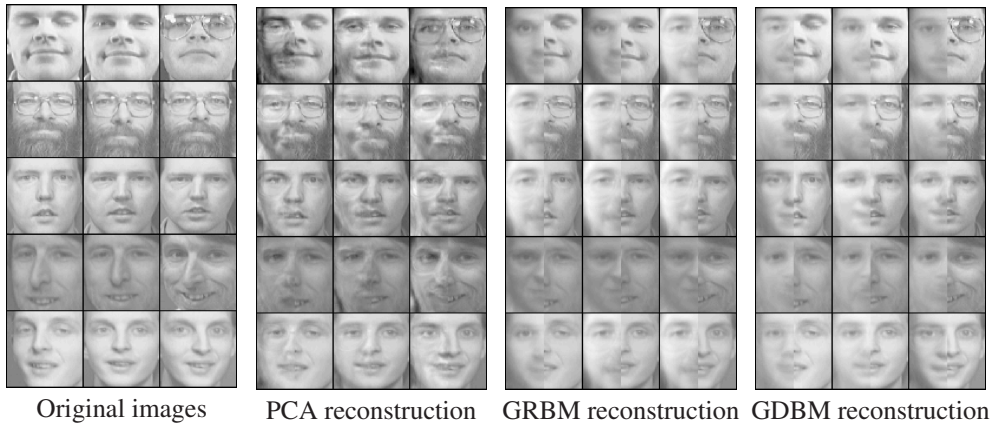 Original images
PCA reconstruction
GRBM reconstruction
GDBM reconstruction